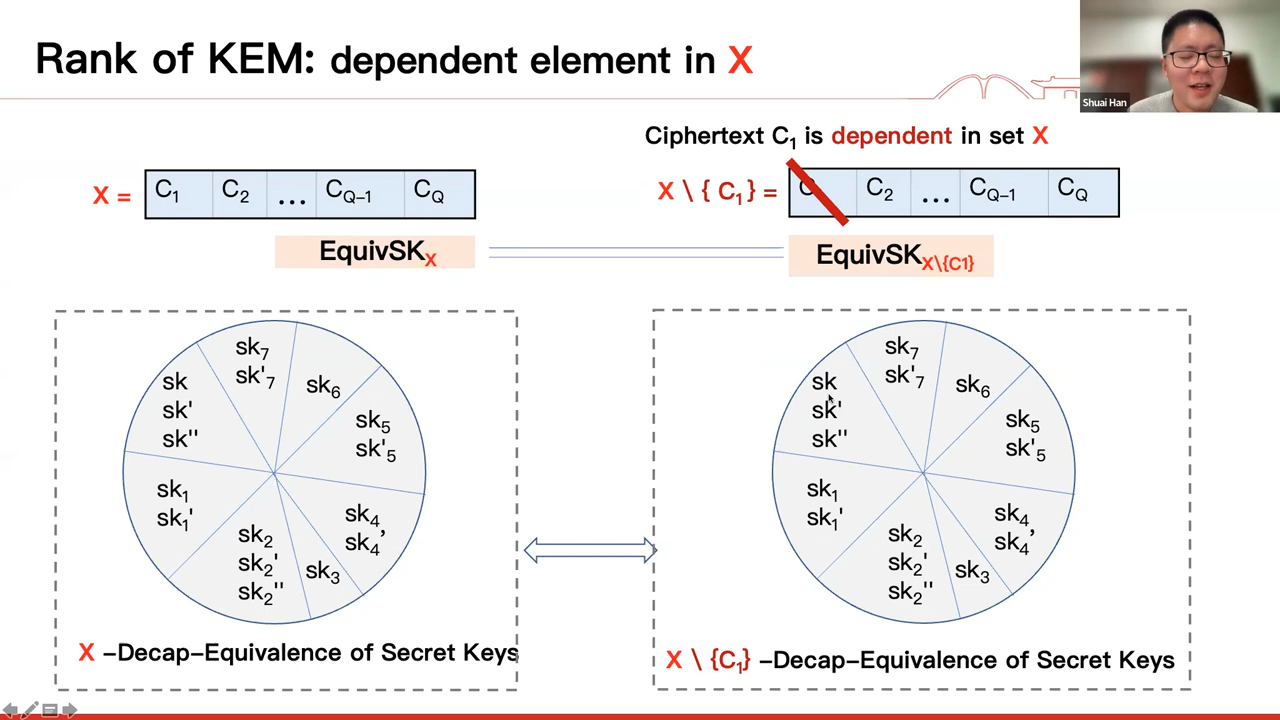 Rank of KEM: dependent element in X
Shuai Han
Ciphertext C₁ is dependent in set X
X = C₁ C₂ ... C_Q–1 C_Q
X \ { C₁ } = C₂ ... C_Q–1 C_Q
EquivSK_X
EquivSK_X\{C1}
sk₇
sk'₇
sk₆
sk
sk'
sk''
sk₅
sk'₅
sk₁
sk₁'
sk₄
sk₄'
sk₂
sk₂'
sk₂''
sk₃
X –Decap–Equivalence of Secret Keys
sk₇
sk'₇
sk₆
sk
sk'
sk''
sk₅
sk'₅
sk₁
sk₁'
sk₄
sk₄'
sk₂
sk₂'
sk₂''
sk₃
X \ {C₁} –Decap–Equivalence of Secret Keys